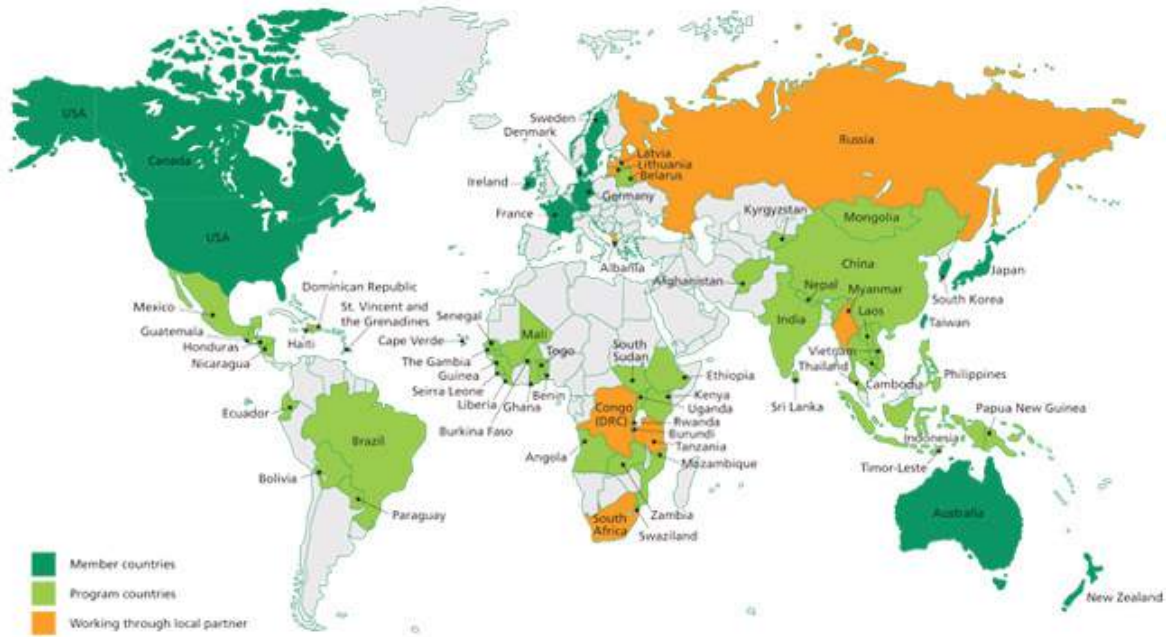 USA
Canada
USA
Sweden
Denmark
Ireland
France
Latvia
Lithuania
Belarus
Germany
Albania
Russia
Kyrgyzstan
Mongolia
China
Afghanistan
Nepal
Myanmar
India
Laos
Japan
South Korea
Taiwan
Vietnam
Thailand
Cambodia
Philippines
Sri Lanka
Papua New Guinea
Indonesia
Timor-Leste
Australia
New Zealand
Mexico
Guatemala
Honduras
Nicaragua
Haiti
Dominican Republic
St. Vincent and
the Grenadines
Ecuador
Brazil
Bolivia
Paraguay
Senegal
Cape Verde
Mali
The Gambia
Guinea
Seirra Leone
Liberia
Burkina Faso
Ghana
Benin
Togo
South
Sudan
Ethiopia
Kenya
Uganda
Rwanda
Burundi
Tanzania
Mozambique
Congo
(DRC)
Angola
Zambia
Swaziland
South
Africa
Member countries
Program countries
Working through local partner